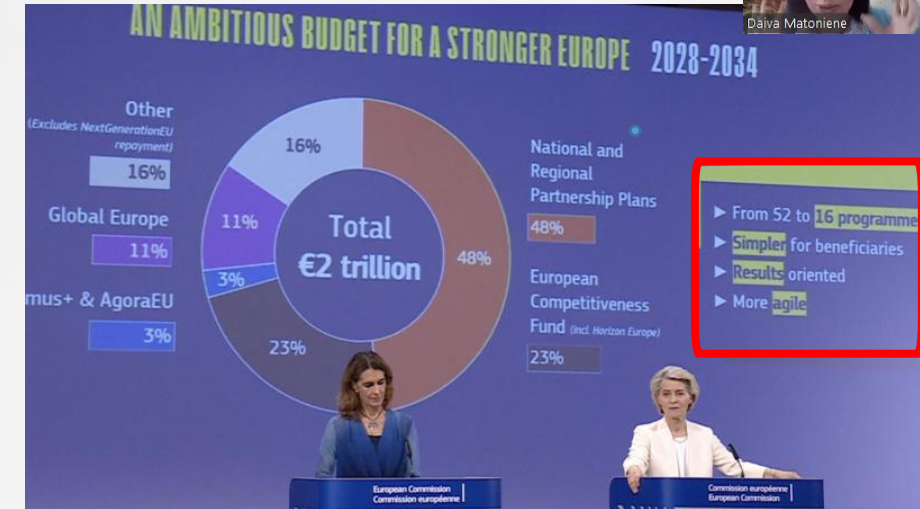 Daiva Matoniene
AN AMBITIOUS BUDGET FOR A STRONGER EUROPE 2028-2034
Other
(Excludes NextGenerationEU
repayment)
16%
Global Europe
11%
mus+ & AgoraEU
3%
16%
11%
3%
23%
48%
Total
€2 trillion
National and
Regional
Partnership Plans
48%
European
Competitiveness
Fund (incl. Horizon Europe)
23%
▶ From 52 to 16 programme
▶ Simpler for beneficiaries
▶ Results oriented
▶ More agile
European Commission
Commission européenne
Commission européenne
European Commission